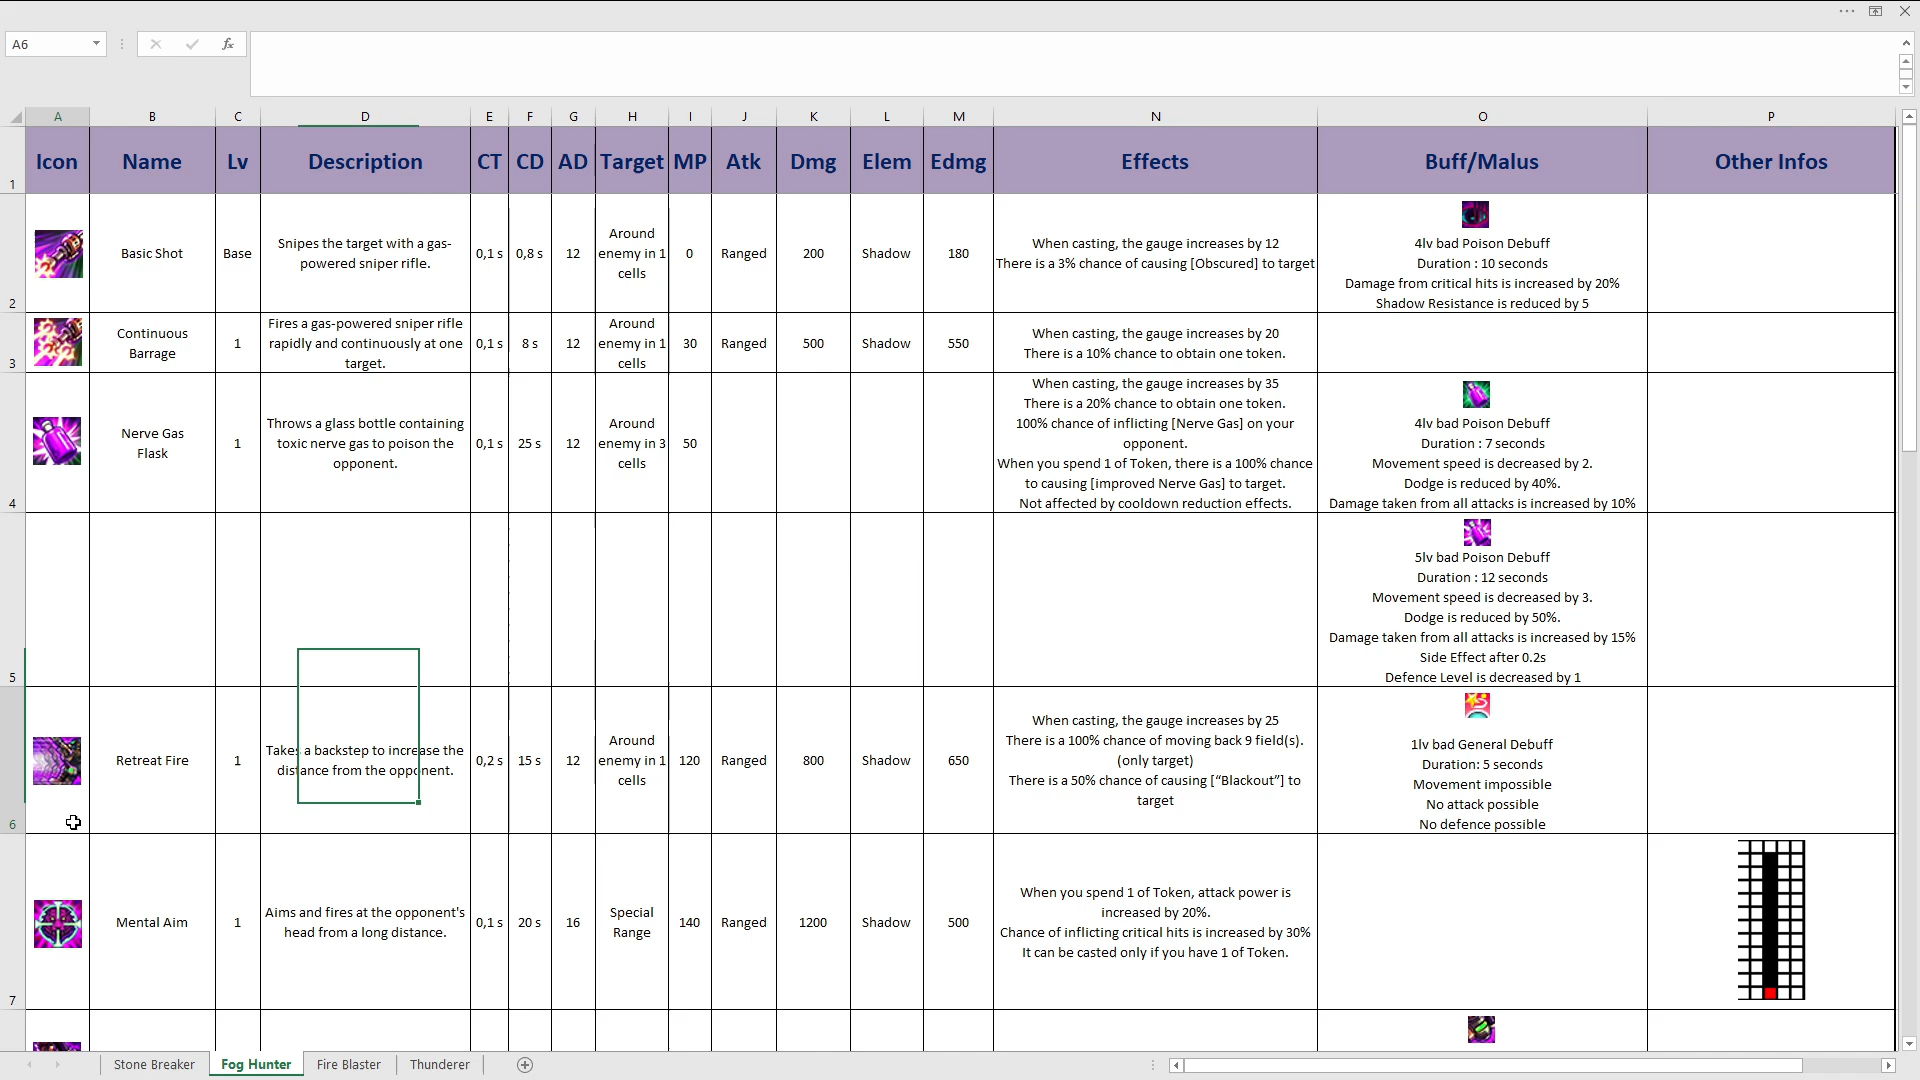 A6
fx
A B C D E F G H I J K L M N O P
Icon Name Lv Description CT CD AD Target MP Atk Dmg Elem Edmg Effects Buff/Malus Other Infos
1
Basic Shot
Base
Snipes the target with a gas-
powered sniper rifle.
0,1 s
0,8 s
12
Around
enemy in 1
cells
0
Ranged
200
Shadow
180
When casting, the gauge increases by 12
There is a 3% chance of causing [Obscured] to target
4lv bad Poison Debuff
Duration : 10 seconds
Damage from critical hits is increased by 20%
Shadow Resistance is reduced by 5
2
Continuous
Barrage
1
Fires a gas-powered sniper rifle
rapidly and continuously at one
target.
0,1 s
8 s
12
Around
enemy in 1
cells
30
Ranged
500
Shadow
550
When casting, the gauge increases by 20
There is a 10% chance to obtain one token.
3
Nerve Gas
Flask
1
Throws a glass bottle containing
toxic nerve gas to poison the
opponent.
0,1 s
25 s
12
Around
enemy in 3
cells
50
When casting, the gauge increases by 35
There is a 20% chance to obtain one token.
100% chance of inflicting [Nerve Gas] on your
opponent.
When you spend 1 of Token, there is a 100% chance
to causing [improved Nerve Gas] to target.
Not affected by cooldown reduction effects.
4lv bad Poison Debuff
Duration : 7 seconds
Movement speed is decreased by 2.
Dodge is reduced by 40%.
Damage taken from all attacks is increased by 10%
4
5lv bad Poison Debuff
Duration : 12 seconds
Movement speed is decreased by 3.
Dodge is reduced by 50%.
Damage taken from all attacks is increased by 15%
Side Effect after 0.2s
Defence Level is decreased by 1
5
Retreat Fire
1
Takes a backstep to increase the
distance from the opponent.
0,2 s
15 s
12
Around
enemy in 1
cells
120
Ranged
800
Shadow
650
When casting, the gauge increases by 25
There is a 100% chance of moving back 9 field(s).
(only target)
There is a 50% chance of causing [“Blackout”] to
target
1lv bad General Debuff
Duration: 5 seconds
Movement impossible
No attack possible
No defence possible
6
Mental Aim
1
Aims and fires at the opponent's
head from a long distance.
0,1 s
20 s
16
Special
Range
140
Ranged
1200
Shadow
500
When you spend 1 of Token, attack power is
increased by 20%.
Chance of inflicting critical hits is increased by 30%
It can be casted only if you have 1 of Token.
7
Stone Breaker Fog Hunter Fire Blaster Thunderer